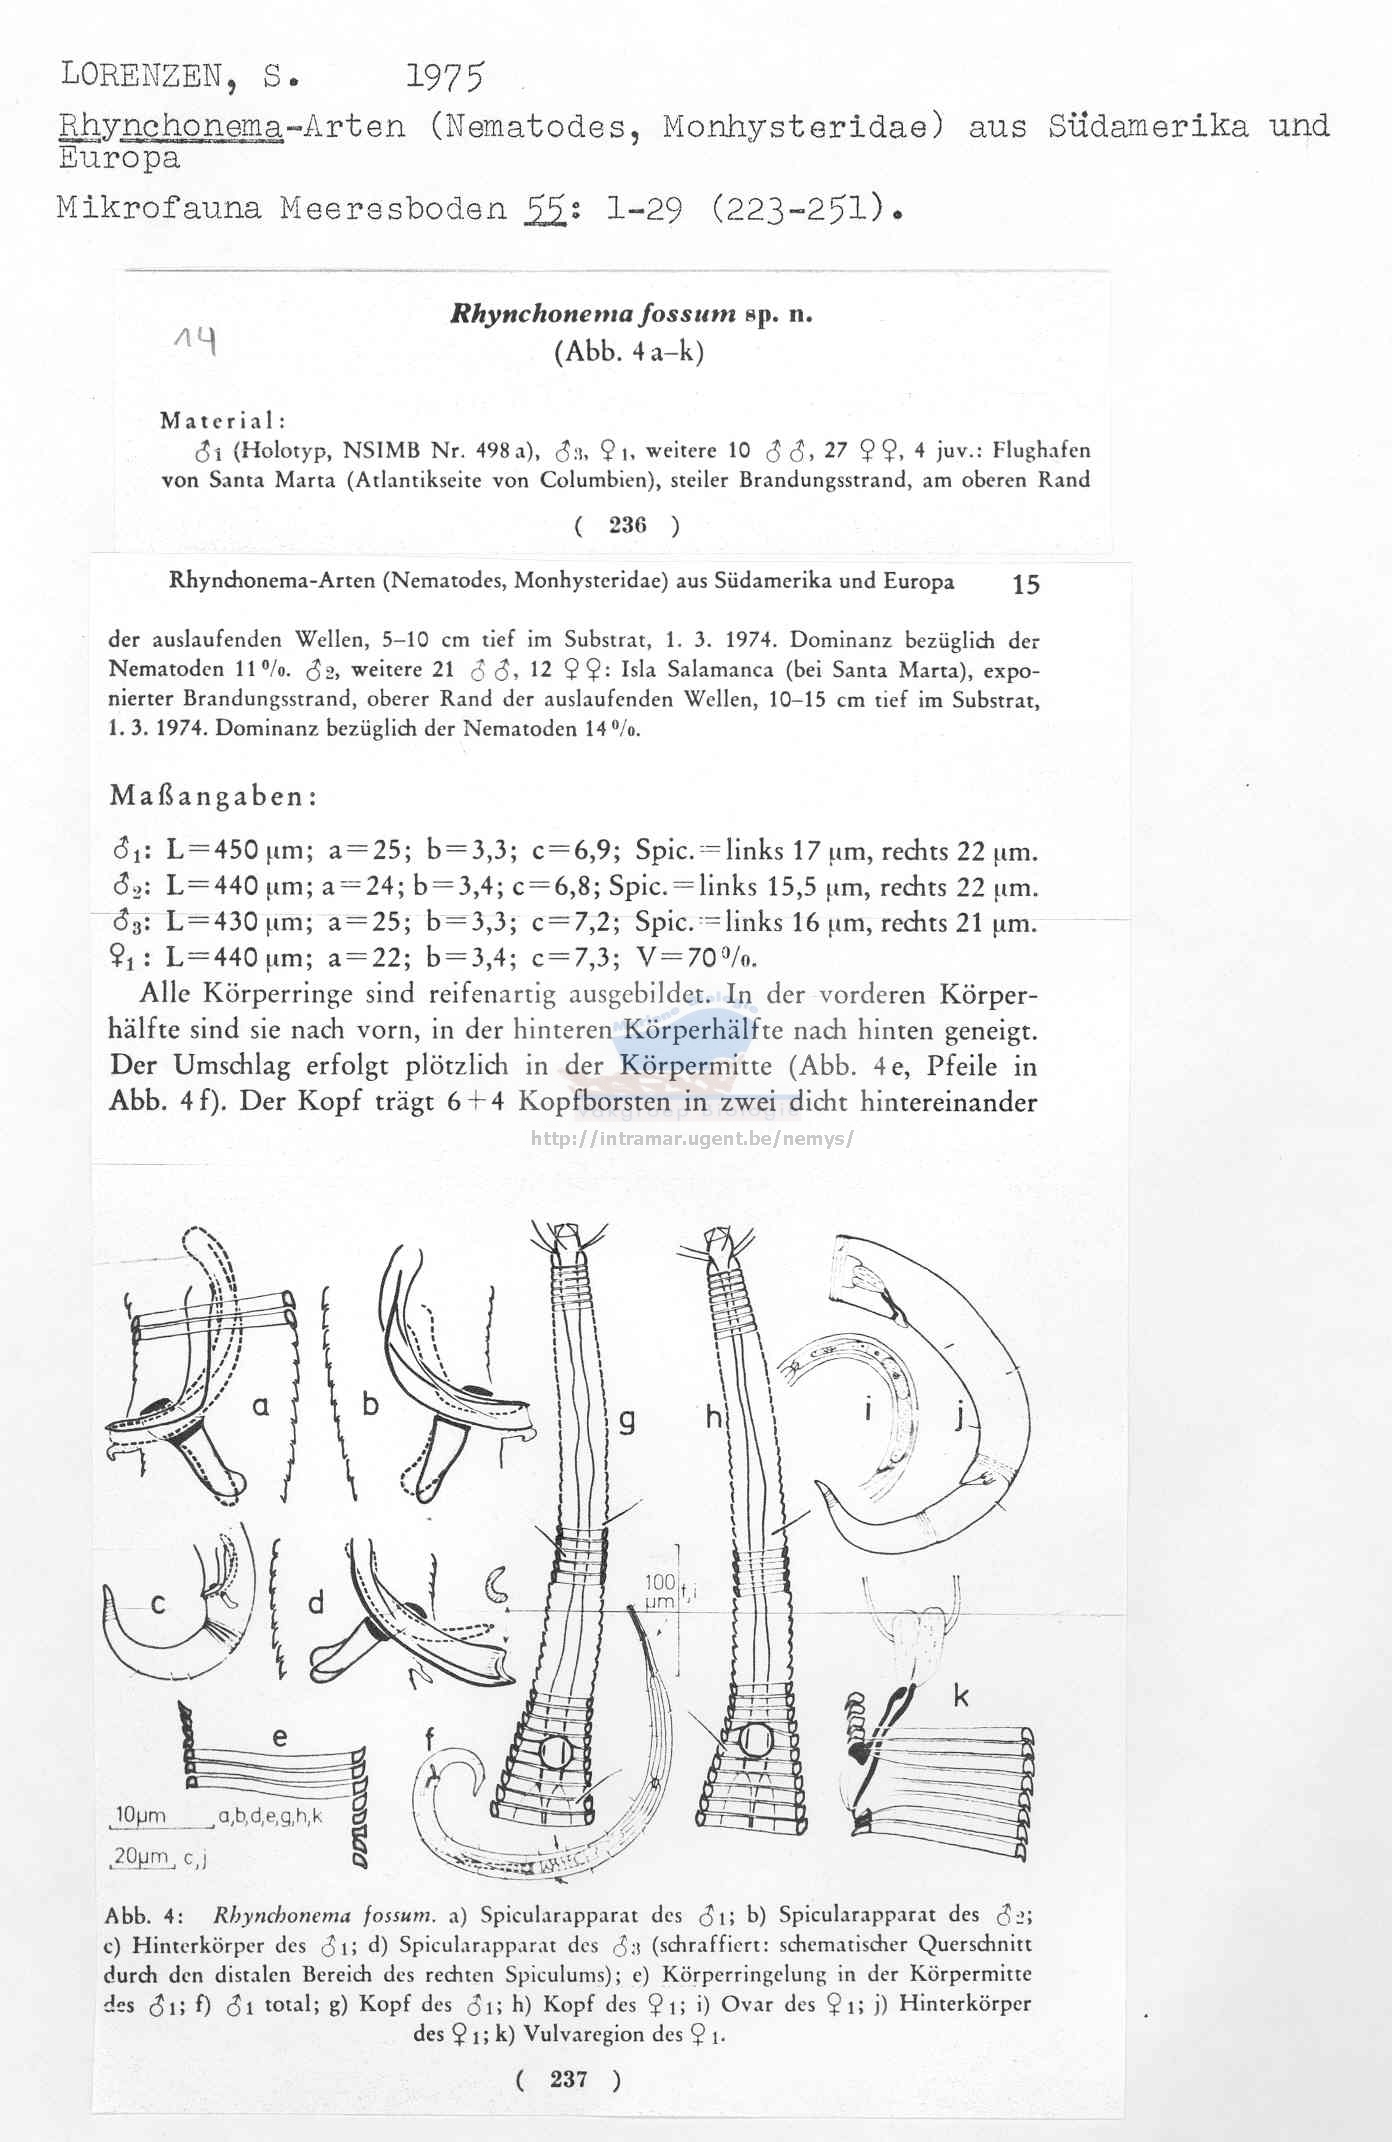 LORENZEN, S. 1975
Rhynchonema-Arten (Nematodes, Monhysteridae) aus Südamerika und
Europa
Mikrofauna Meeresboden 55: 1-29 (223-251).
14
Rhynchonema fossum sp. n.
(Abb. 4 a–k)
Material:
♂1 (Holotyp, NSIMB Nr. 498 a), ♂3, ♀1, weitere 10 ♂♂, 27 ♀♀, 4 juv.: Flughafen
von Santa Marta (Atlantikseite von Columbien), steiler Brandungsstrand, am oberen Rand
( 236 )
Rhynchonema-Arten (Nematodes, Monhysteridae) aus Südamerika und Europa 15
der auslaufenden Wellen, 5–10 cm tief im Substrat, 1. 3. 1974. Dominanz bezüglich der
Nematoden 11 %. ♂2, weitere 21 ♂♂, 12 ♀♀: Isla Salamanca (bei Santa Marta), expo-
nierter Brandungsstrand, oberer Rand der auslaufenden Wellen, 10–15 cm tief im Substrat,
1. 3. 1974. Dominanz bezüglich der Nematoden 14 %.
Maßangaben:
♂1: L=450 µm; a=25; b=3,3; c=6,9; Spic.=links 17 µm, rechts 22 µm.
♂2: L=440 µm; a=24; b=3,4; c=6,8; Spic.=links 15,5 µm, rechts 22 µm.
♂3: L=430 µm; a=25; b=3,3; c=7,2; Spic.=links 16 µm, rechts 21 µm.
♀1: L=440 µm; a=22; b=3,4; c=7,3; V=70 %.
Alle Körperringe sind reifenartig ausgebildet. In der vorderen Körper-
hälfte sind sie nach vorn, in der hinteren Körperhälfte nach hinten geneigt.
Der Umschlag erfolgt plötzlich in der Körpermitte (Abb. 4 e, Pfeile in
Abb. 4 f). Der Kopf trägt 6+4 Kopfborsten in zwei dicht hintereinander
Marine Biologie
Vakgroep Biologie
http://intramar.ugent.be/nemys/
a
b
g
h
i
j
c
d
100 µm f,i
k
e
f
10µm a,b,d,e,g,h,k
20µm c,j
Abb. 4: Rhynchonema fossum. a) Spicularapparat des ♂1; b) Spicularapparat des ♂2;
c) Hinterkörper des ♂1; d) Spicularapparat des ♂3 (schraffiert: schematischer Querschnitt
durch den distalen Bereich des rechten Spiculums); e) Körperringelung in der Körpermitte
des ♂1; f) ♂1 total; g) Kopf des ♂1; h) Kopf des ♀1; i) Ovar des ♀1; j) Hinterkörper
des ♀1; k) Vulvaregion des ♀1.
( 237 )